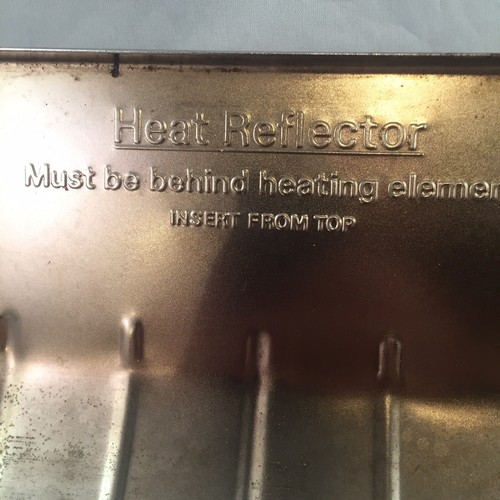 Heat Reflector
Must be behind heating elemen
INSERT FROM TOP